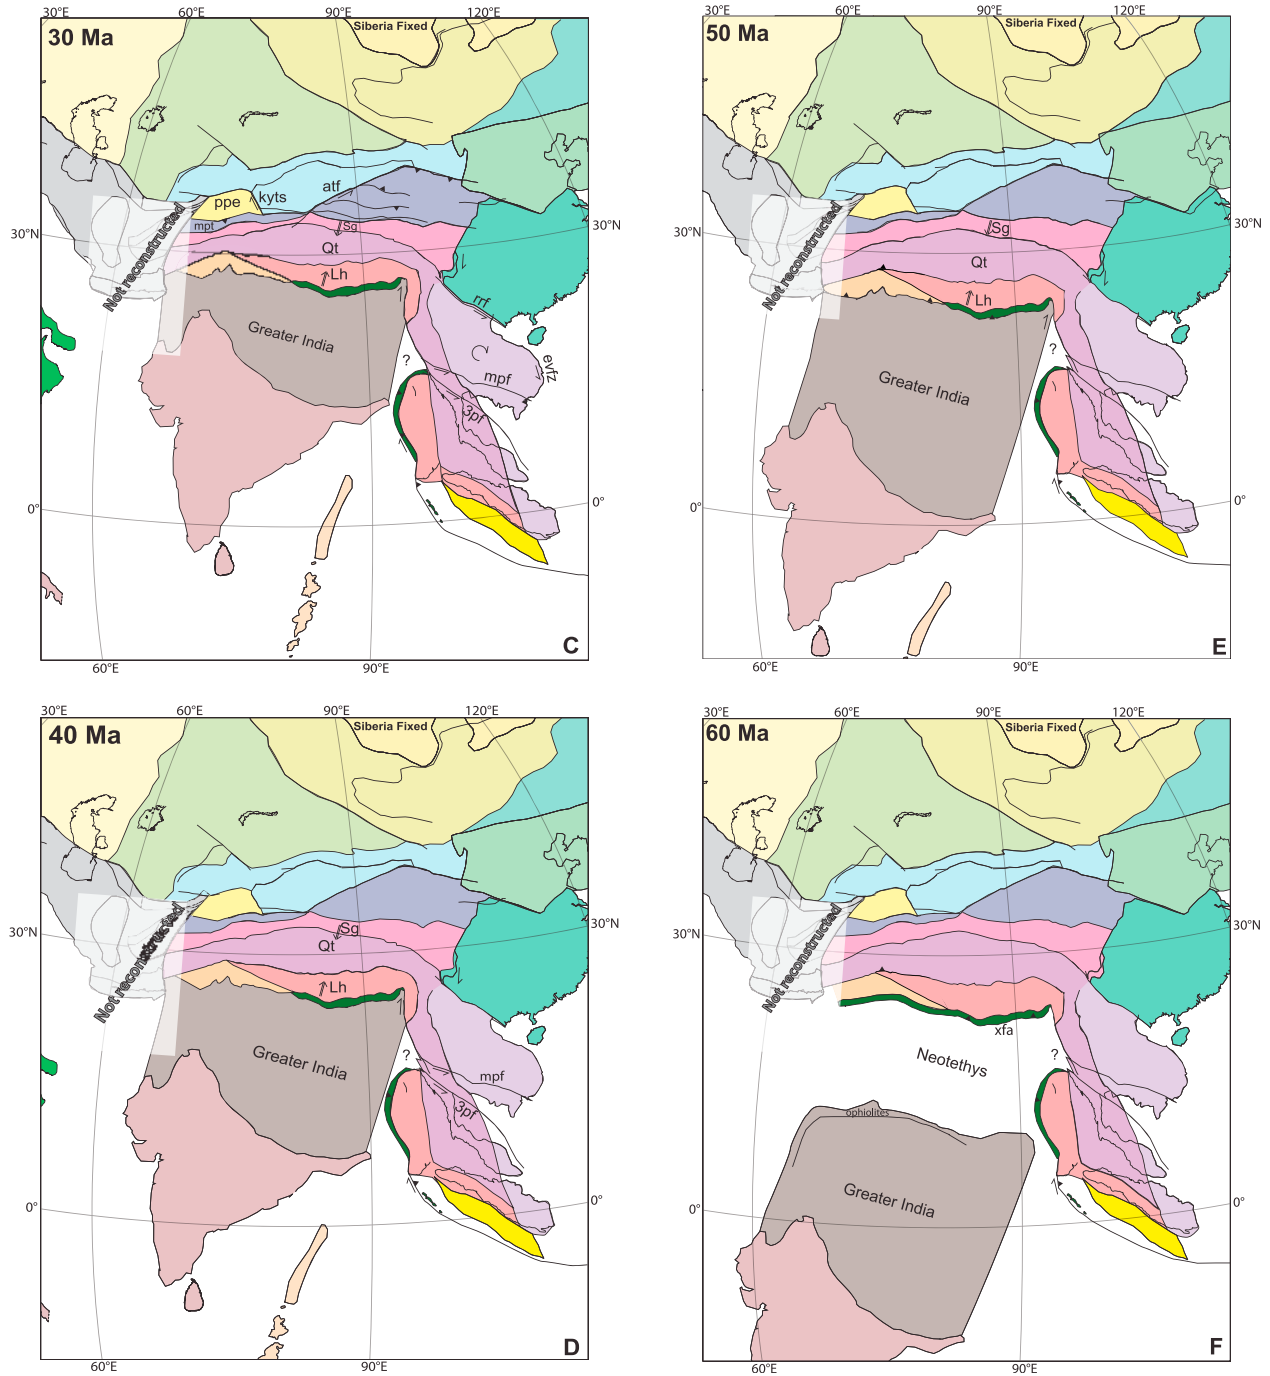 30°E 60°E 90°E 120°E
30 Ma
Siberia Fixed
ppe
kyts
atf
mpt
Sg
Qt
Lh
30°N
30°N
Not reconstructed
Greater India
rrf
?
mpf
evfz
3pf
0°
0°
C
60°E 90°E
30°E 60°E 90°E 120°E
50 Ma
Siberia Fixed
Sg
Qt
Lh
30°N
30°N
Not reconstructed
Greater India
?
0°
0°
E
60°E 90°E
30°E 60°E 90°E 120°E
40 Ma
Siberia Fixed
Sg
Qt
Lh
30°N
30°N
Not reconstructed
Greater India
?
mpf
3pf
0°
0°
D
60°E 90°E
30°E 60°E 90°E 120°E
60 Ma
Siberia Fixed
30°N
30°N
Not reconstructed
xfa
Neotethys
?
ophiolites
Greater India
0°
0°
F
60°E 90°E